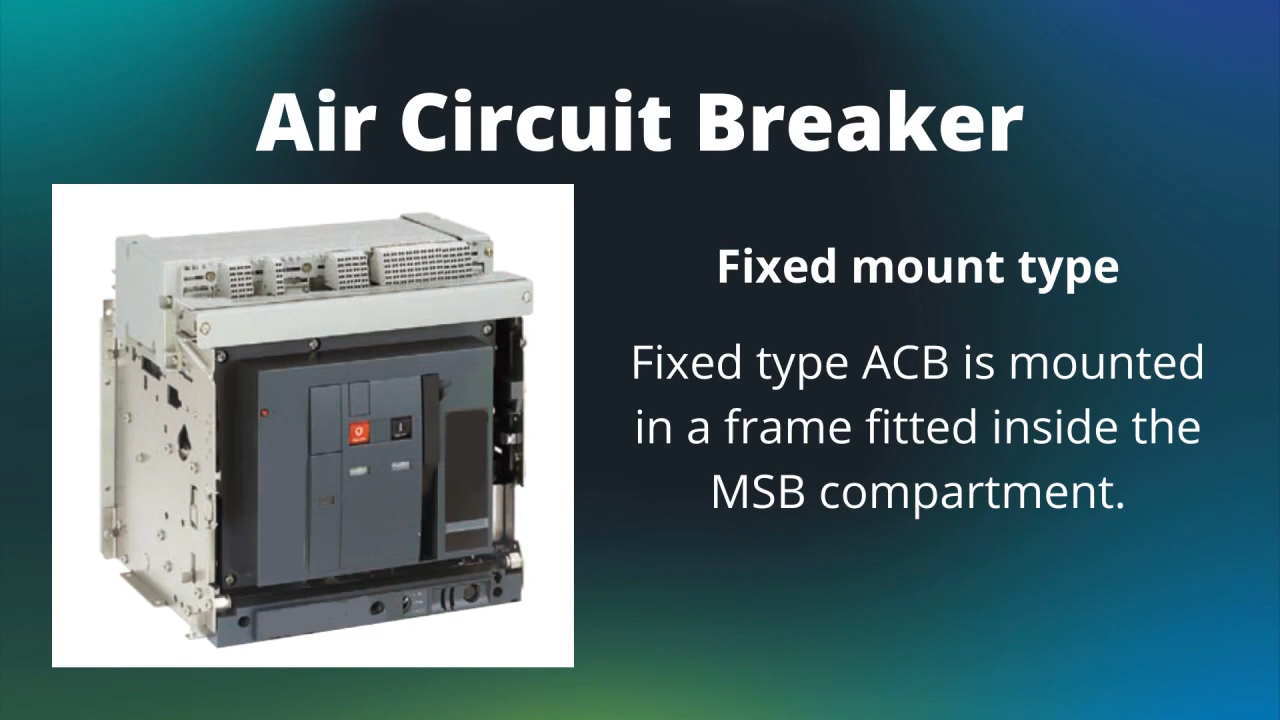 Air Circuit Breaker
Fixed mount type
Fixed type ACB is mounted
in a frame fitted inside the
MSB compartment.